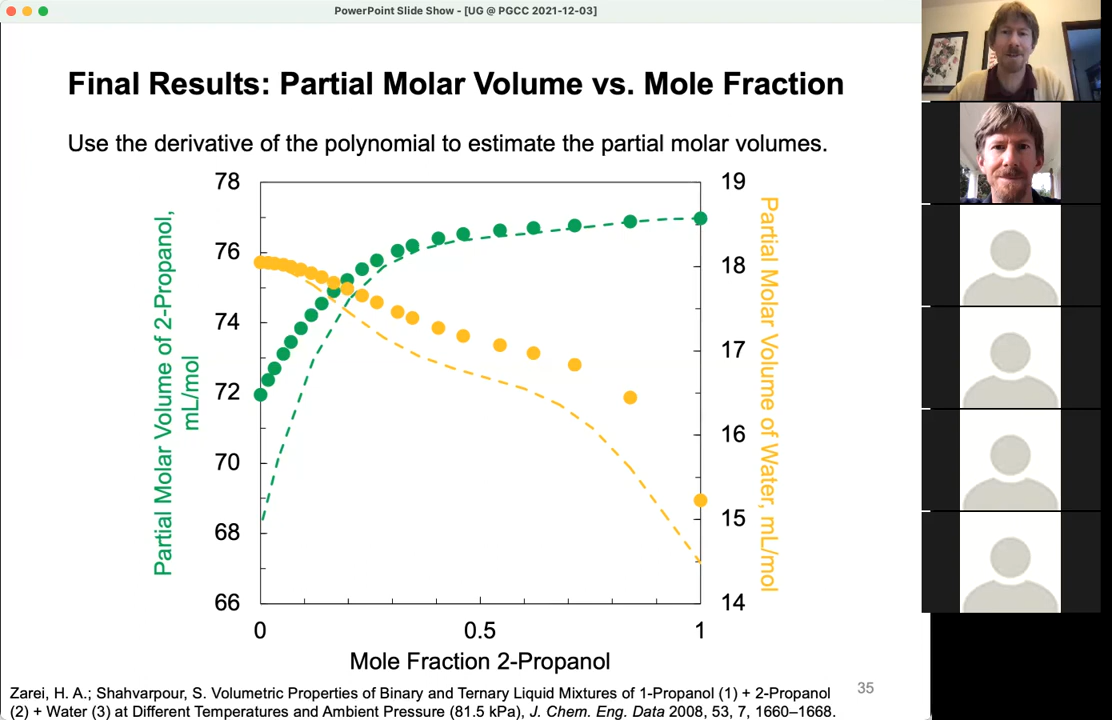 PowerPoint Slide Show - [UG @ PGCC 2021-12-03]
Final Results: Partial Molar Volume vs. Mole Fraction
Use the derivative of the polynomial to estimate the partial molar volumes.
78
76
74
72
70
68
66
Partial Molar Volume of 2-Propanol,
mL/mol
19
18
17
16
15
14
Partial Molar Volume of Water, mL/mol
0
0.5
1
Mole Fraction 2-Propanol
Zarei, H. A.; Shahvarpour, S. Volumetric Properties of Binary and Ternary Liquid Mixtures of 1-Propanol (1) + 2-Propanol
(2) + Water (3) at Different Temperatures and Ambient Pressure (81.5 kPa), J. Chem. Eng. Data 2008, 53, 7, 1660–1668.
35